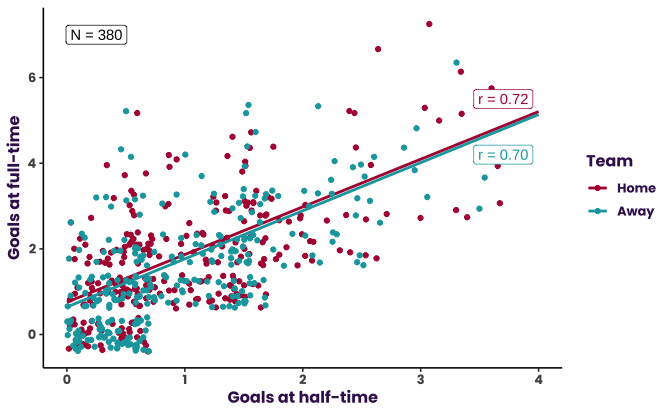 N = 380
r = 0.72
r = 0.70
Goals at full-time
6
4
2
0
0 1 2 3 4
Goals at half-time
Team
Home
Away